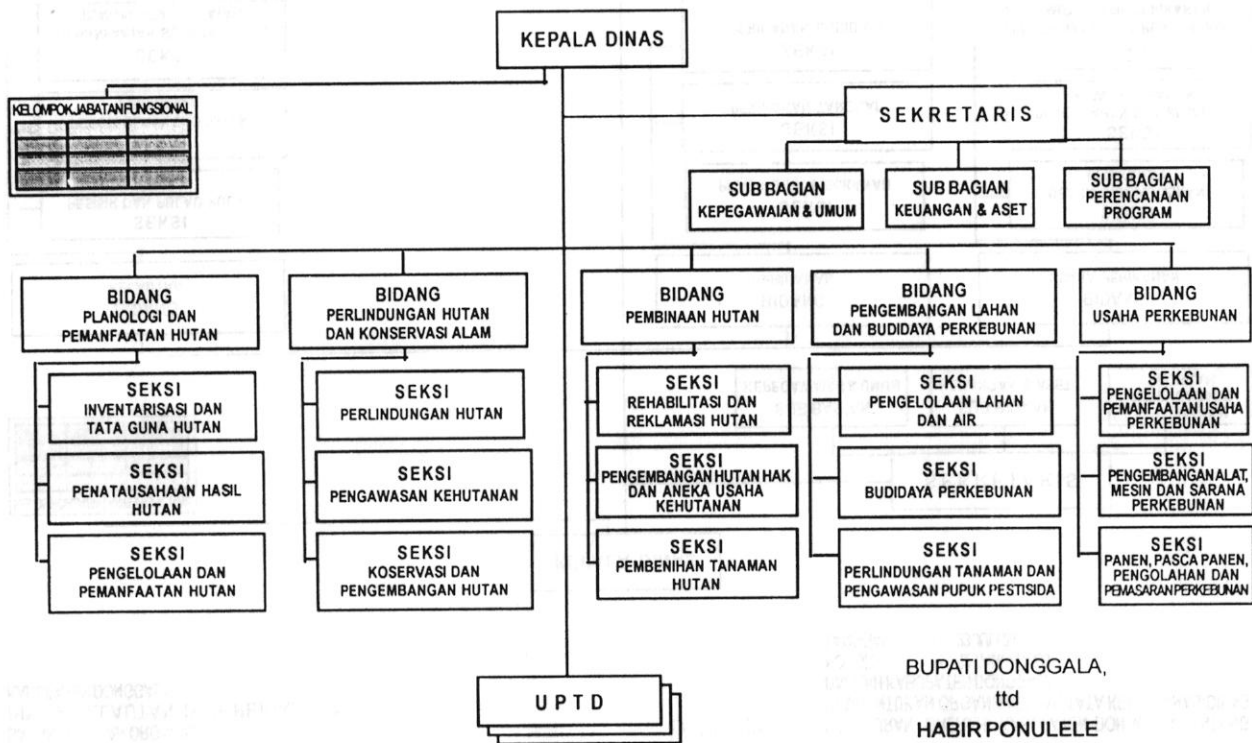 KEPALA DINAS
KELOMPOK JABATAN FUNGSIONAL
SEKRETARIS
SUB BAGIAN
KEPEGAWAIAN & UMUM
SUB BAGIAN
KEUANGAN & ASET
SUB BAGIAN
PERENCANAAN
PROGRAM
BIDANG
PLANOLOGI DAN
PEMANFAATAN HUTAN
BIDANG
PERLINDUNGAN HUTAN
DAN KONSERVASI ALAM
BIDANG
PEMBINAAN HUTAN
BIDANG
PENGEMBANGAN LAHAN
DAN BUDIDAYA PERKEBUNAN
BIDANG
USAHA PERKEBUNAN
SEKSI
INVENTARISASI DAN
TATA GUNA HUTAN
SEKSI
PERLINDUNGAN HUTAN
SEKSI
REHABILITASI DAN
REKLAMASI HUTAN
SEKSI
PENGELOLAAN LAHAN
DAN AIR
SEKSI
PENGELOLAAN DAN
PEMANFAATAN USAHA
PERKEBUNAN
SEKSI
PENATAUSAHAAN HASIL
HUTAN
SEKSI
PENGAWASAN KEHUTANAN
SEKSI
PENGEMBANGAN HUTAN HAK
DAN ANEKA USAHA
KEHUTANAN
SEKSI
BUDIDAYA PERKEBUNAN
SEKSI
PENGEMBANGAN ALAT,
MESIN DAN SARANA
PERKEBUNAN
SEKSI
PENGELOLAAN DAN
PEMANFATAN HUTAN
SEKSI
KOSERVASI DAN
PENGEMBANGAN HUTAN
SEKSI
PEMBENIHAN TANAMAN
HUTAN
SEKSI
PERLINDUNGAN TANAMAN DAN
PENGAWASAN PUPUK PESTISIDA
SEKSI
PANEN, PASCA PANEN,
PENGOLAHAN DAN
PEMASARAN PERKEBUNAN
UPTD
BUPATI DONGGALA,
ttd
HABIR PONULELE